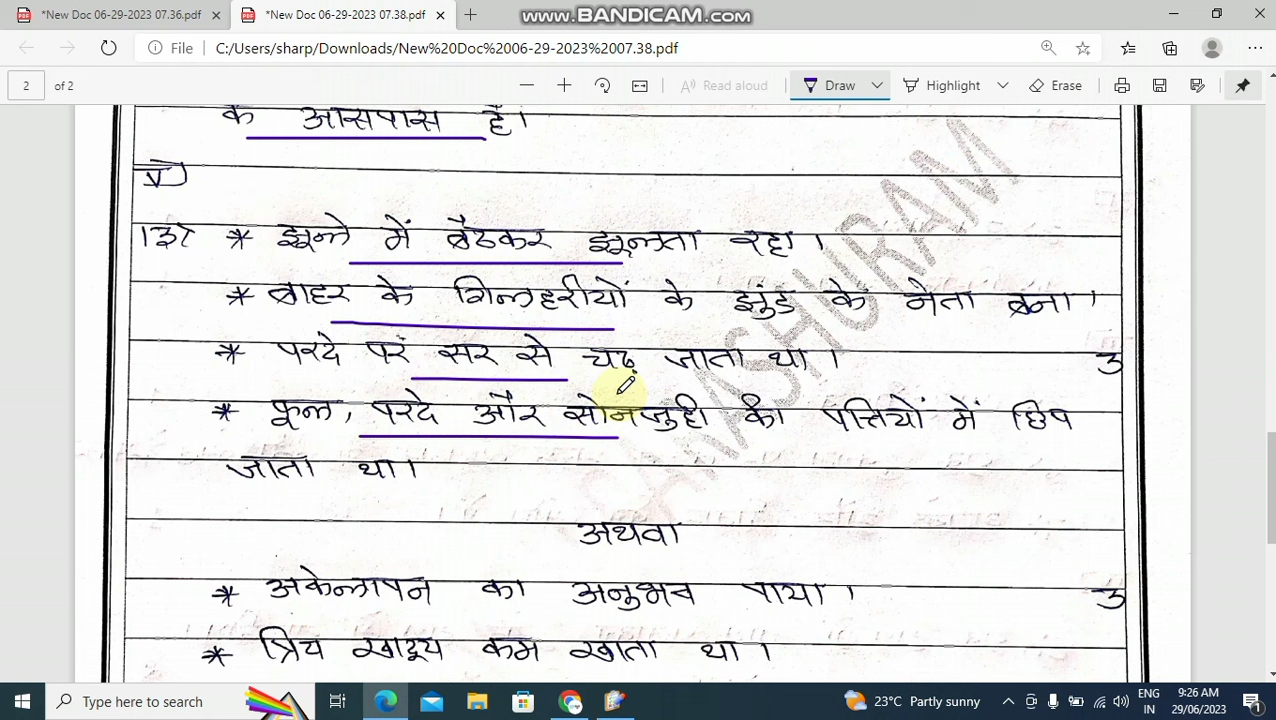 *New Doc 06-29-2023 07.36.pdf
*New Doc 06-29-2023 07.38.pdf
www.BANDICAM.com
File C:/Users/sharp/Downloads/New%20Doc%2006-29-2023%2007.38.pdf
2 of 2 Read aloud Draw Highlight Erase
के आसपास है।
V
13अ * झूले में बैठकर झूलता रहा।
* बाहर के गिलहरीयों के झुंड के नेता बना।
* परदे पर सर से चढ़ जाता था। 3
* फूल, परदे और सोनजुही की पत्तियों में छिप
जाता था।
अथवा
* अकेलापन का अनुभव पाया। 3
* प्रिय खाद्य कम खाता था।
Type here to search
23°C Partly sunny
ENG
IN
9:26 AM
29/06/2023